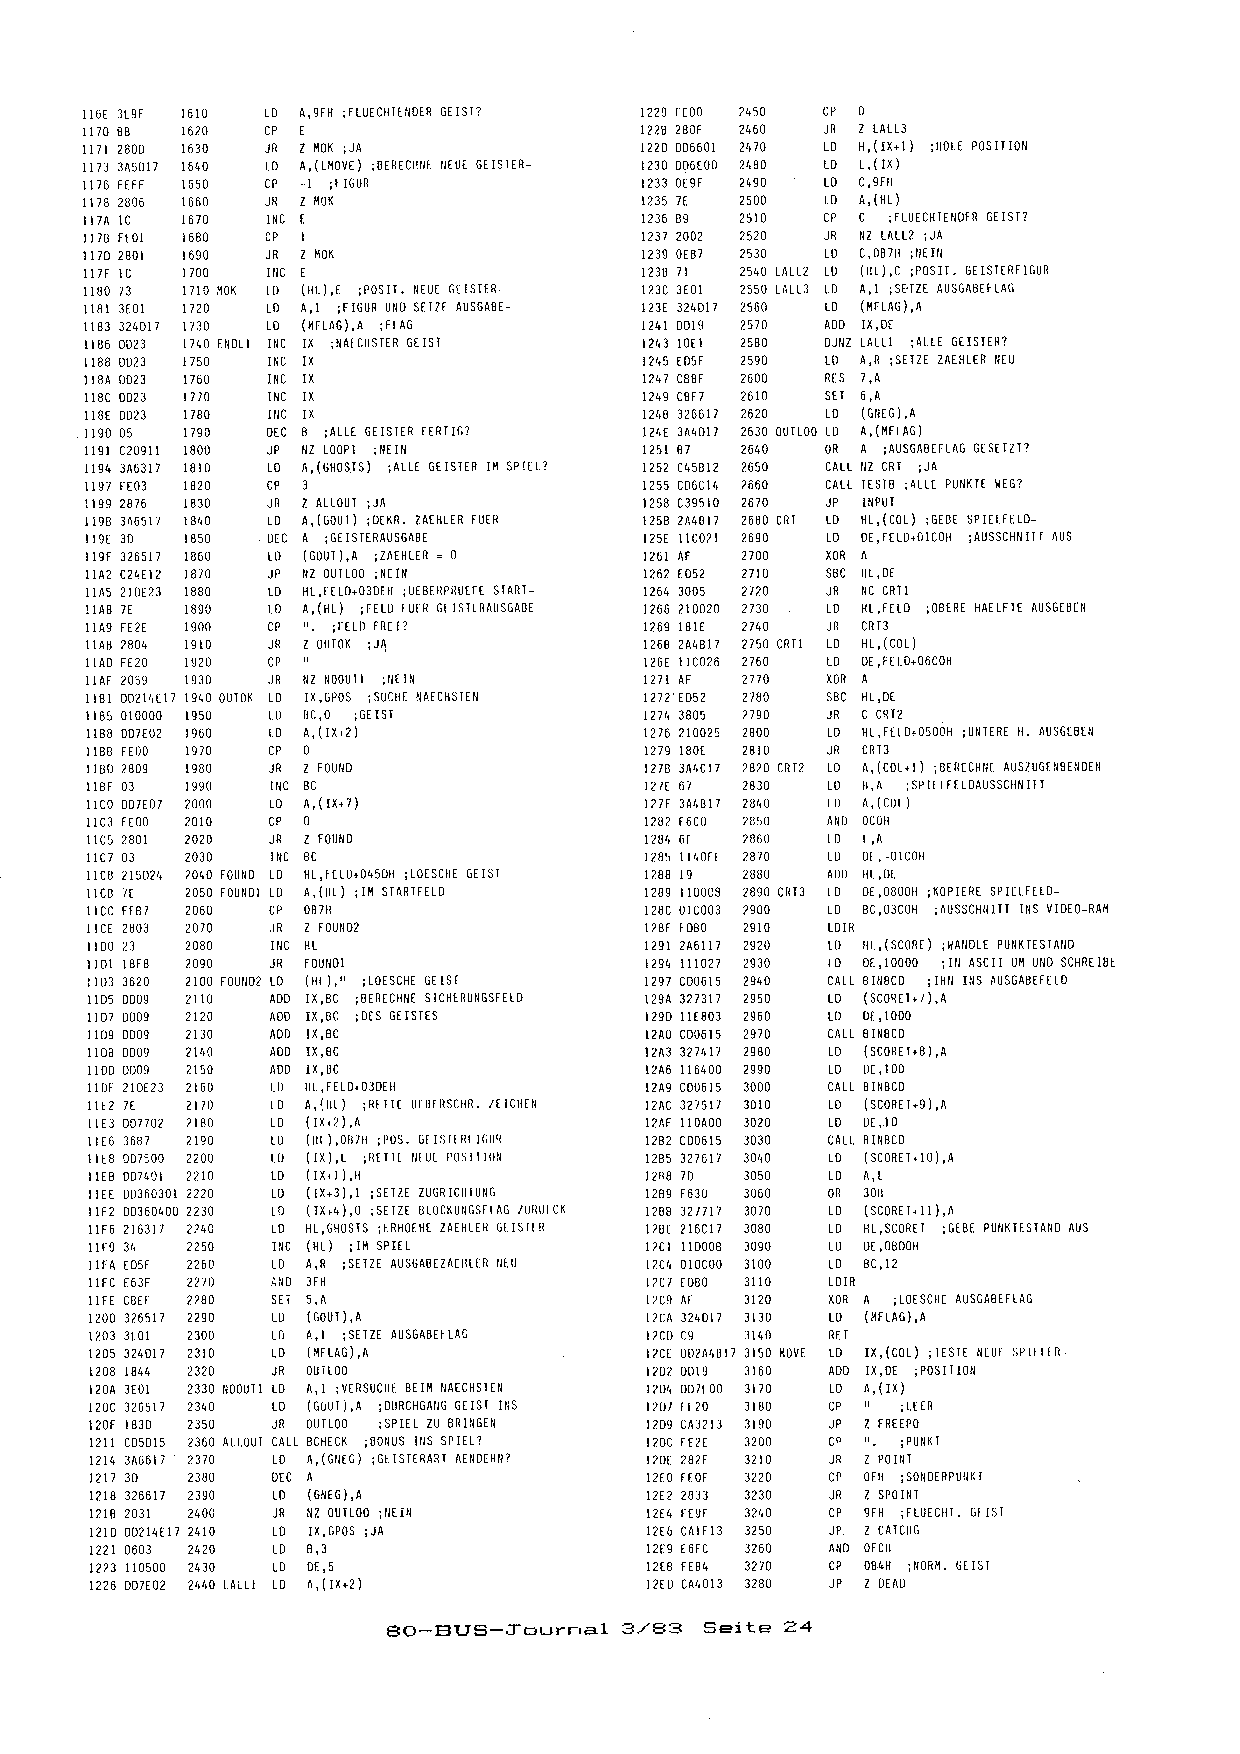 116E 3E9F 1610 LD A,9FH ;FLUECHTENDER GEIST?
1170 BB 1620 CP E
1171 280D 1630 JR Z MOK ;JA
1173 3A5017 1640 LD A,(LMOVE) ;BERECHNE NEUE GEISTER-
1176 FEFF 1650 CP -1 ;FIGUR
1178 2806 1660 JR Z MOK
117A 1C 1670 INC E
117B FE01 1680 CP 1
117D 2801 1690 JR Z MOK
117F 1C 1700 INC E
1180 73 1710 MOK LD (HL),E ;POSIT. NEUE GEISTER-
1181 3E01 1720 LD A,1 ;FIGUR UND SETZE AUSGABE-
1183 324D17 1730 LD (MFLAG),A ;FLAG
1186 DD23 1740 ENDL1 INC IX ;NAECHSTER GEIST
1188 DD23 1750 INC IX
118A DD23 1760 INC IX
118C DD23 1770 INC IX
118E DD23 1780 INC IX
1190 05 1790 DEC B ;ALLE GEISTER FERTIG?
1191 C20911 1800 JP NZ LOOP1 ;NEIN
1194 3A6317 1810 LD A,(GHOSTS) ;ALLE GEISTER IM SPIEL?
1197 FE03 1820 CP 3
1199 2876 1830 JR Z ALLOUT ;JA
119B 3A6517 1840 LD A,(GOUT) ;DEKR. ZAEHLER FUER
119E 3D 1850 DEC A ;GEISTERAUSGABE
119F 326517 1860 LD (GOUT),A ;ZAEHLER = 0
11A2 C24E12 1870 JP NZ OUTLOO ;NEIN
11A5 21DE23 1880 LD HL,FELD+03DEH ;UEBERPRUEFE START-
11A8 7E 1890 LD A,(HL) ;FELD FUER GEISTERAUSGABE
11A9 FE2E 1900 CP ". ;FELD FREI?
11AB 2804 1910 JR Z OUTOK ;JA
11AD FE20 1920 CP "
11AF 2059 1930 JR NZ NOOUT1 ;NEIN
11B1 DD214E17 1940 OUTOK LD IX,GPOS ;SUCHE NAECHSTEN
11B5 010000 1950 LD BC,0 ;GEIST
11B8 DD7E02 1960 LD A,(IX+2)
11BB FE00 1970 CP 0
11BD 2809 1980 JR Z FOUND
11BF 03 1990 INC BC
11C0 DD7E07 2000 LD A,(IX+7)
11C3 FE00 2010 CP 0
11C5 2801 2020 JR Z FOUND
11C7 03 2030 INC BC
11C8 215024 2040 FOUND LD HL,FELD+0450H ;LOESCHE GEIST
11CB 7E 2050 FOUND1 LD A,(HL) ;IM STARTFELD
11CC FEB7 2060 CP 0B7H
11CE 2803 2070 JR Z FOUND2
11D0 23 2080 INC HL
11D1 18F8 2090 JR FOUND1
11D3 3620 2100 FOUND2 LD (HL)," ;LOESCHE GEIST
11D5 DD09 2110 ADD IX,BC ;BERECHNE SICHERUNGSFELD
11D7 DD09 2120 ADD IX,BC ;DES GEISTES
11D9 DD09 2130 ADD IX,BC
11DB DD09 2140 ADD IX,BC
11DD DD09 2150 ADD IX,BC
11DF 21DE23 2160 LD HL,FELD+03DEH
11E2 7E 2170 LD A,(HL) ;RETTE UEBERSCHR. ZEICHEN
11E3 DD7702 2180 LD (IX+2),A
11E6 36B7 2190 LD (HL),0B7H ;POS. GEISTERFIGUR
11E8 DD7500 2200 LD (IX),L ;RETTE NEUE POSITION
11EB DD7401 2210 LD (IX+1),H
11EE DD360301 2220 LD (IX+3),1 ;SETZE ZUGRICHTUNG
11F2 DD360400 2230 LD (IX+4),0 ;SETZE BLOCKUNGSFLAG ZURUECK
11F6 216317 2240 LD HL,GHOSTS ;ERHOEHE ZAEHLER GEISTER
11F9 34 2250 INC (HL) ;IM SPIEL
11FA ED5F 2260 LD A,R ;SETZE AUSGABEZAEHLER NEU
11FC E63F 2270 AND 3FH
11FE CBEF 2280 SET 5,A
1200 326517 2290 LD (GOUT),A
1203 3E01 2300 LD A,1 ;SETZE AUSGABEFLAG
1205 324D17 2310 LD (MFLAG),A
1208 1844 2320 JR OUTLOO
120A 3E01 2330 NOOUT1 LD A,1 ;VERSUCHE BEIM NAECHSTEN
120C 326517 2340 LD (GOUT),A ;DURCHGANG GEIST INS
120F 183D 2350 JR OUTLOO ;SPIEL ZU BRINGEN
1211 CD5D15 2360 ALLOUT CALL BCHECK ;BONUS INS SPIEL?
1214 3A6617 2370 LD A,(GNEG) ;GEISTERART AENDERN?
1217 3D 2380 DEC A
1218 326617 2390 LD (GNEG),A
121B 2031 2400 JR NZ OUTLOO ;NEIN
121D DD214E17 2410 LD IX,GPOS ;JA
1221 0603 2420 LD B,3
1223 110500 2430 LD DE,5
1226 DD7E02 2440 LALL1 LD A,(IX+2)
1229 FE00 2450 CP 0
122B 280F 2460 JR Z LALL3
122D DD6601 2470 LD H,(IX+1) ;HOLE POSITION
1230 DD6E00 2480 LD L,(IX)
1233 0E9F 2490 LD C,9FH
1235 7E 2500 LD A,(HL)
1236 B9 2510 CP C ;FLUECHTENDER GEIST?
1237 2002 2520 JR NZ LALL2 ;JA
1239 0EB7 2530 LD C,0B7H ;NEIN
123B 71 2540 LALL2 LD (HL),C ;POSIT. GEISTERFIGUR
123C 3E01 2550 LALL3 LD A,1 ;SETZE AUSGABEFLAG
123E 324D17 2560 LD (MFLAG),A
1241 DD19 2570 ADD IX,DE
1243 10E1 2580 DJNZ LALL1 ;ALLE GEISTER?
1245 ED5F 2590 LD A,R ;SETZE ZAEHLER NEU
1247 CBBF 2600 RES 7,A
1249 CBF7 2610 SET 6,A
124B 326617 2620 LD (GNEG),A
124E 3A4D17 2630 OUTLOO LD A,(MFLAG)
1251 B7 2640 OR A ;AUSGABEFLAG GESETZT?
1252 C45B12 2650 CALL NZ CRT ;JA
1255 CD6C14 2660 CALL TESTB ;ALLE PUNKTE WEG?
1258 C39510 2670 JP INPUT
125B 2A4B17 2680 CRT LD HL,(COL) ;GEBE SPIELFELD-
125E 11C021 2690 LD DE,FELD+01C0H ;AUSSCHNITT AUS
1261 AF 2700 XOR A
1262 ED52 2710 SBC HL,DE
1264 3005 2720 JR NC CRT1
1266 210020 2730 LD HL,FELD ;OBERE HAELFTE AUSGEBEN
1269 181E 2740 JR CRT3
126B 2A4B17 2750 CRT1 LD HL,(COL)
126E 11C026 2760 LD DE,FELD+06C0H
1271 AF 2770 XOR A
1272 ED52 2780 SBC HL,DE
1274 3805 2790 JR C CRT2
1276 210025 2800 LD HL,FELD+0500H ;UNTERE H. AUSGEBEN
1279 180E 2810 JR CRT3
127B 3A4C17 2820 CRT2 LD A,(COL+1) ;BERECHNE AUSZUGEBENDEN
127E 67 2830 LD H,A ;SPIELFELDAUSSCHNITT
127F 3A4B17 2840 LD A,(COL)
1282 E6C0 2850 AND 0C0H
1284 6F 2860 LD L,A
1285 1140FE 2870 LD DE,-01C0H
1288 19 2880 ADD HL,DE
1289 110008 2890 CRT3 LD DE,0800H ;KOPIERE SPIELFELD-
128C 01C003 2900 LD BC,03C0H ;AUSSCHNITT INS VIDEO-RAM
128F EDB0 2910 LDIR
1291 2A6117 2920 LD HL,(SCORE) ;WANDLE PUNKTESTAND
1294 111027 2930 LD DE,10000 ;IN ASCII UM UND SCHREIBE
1297 CD0615 2940 CALL BINBCD ;IHN INS AUSGABEFELD
129A 327317 2950 LD (SCORET+7),A
129D 11E803 2960 LD DE,1000
12A0 CD0615 2970 CALL BINBCD
12A3 327417 2980 LD (SCORET+8),A
12A6 116400 2990 LD DE,100
12A9 CD0615 3000 CALL BINBCD
12AC 327517 3010 LD (SCORET+9),A
12AF 110A00 3020 LD DE,10
12B2 CD0615 3030 CALL BINBCD
12B5 327617 3040 LD (SCORET+10),A
12B8 7D 3050 LD A,L
12B9 F630 3060 OR 30H
12BB 327717 3070 LD (SCORET+11),A
12BE 216C17 3080 LD HL,SCORET ;GEBE PUNKTESTAND AUS
12C1 11D00B 3090 LD DE,0BD0H
12C4 010C00 3100 LD BC,12
12C7 EDB0 3110 LDIR
12C9 AF 3120 XOR A ;LOESCHE AUSGABEFLAG
12CA 324D17 3130 LD (MFLAG),A
12CD C9 3140 RET
12CE DD2A4B17 3150 MOVE LD IX,(COL) ;TESTE NEUE SPIELER-
12D2 DD19 3160 ADD IX,DE ;POSITION
12D4 DD7E00 3170 LD A,(IX)
12D7 FE20 3180 CP " ;LEER
12D9 CA3213 3190 JP Z FREEPO
12DC FE2E 3200 CP ". ;PUNKT
12DE 282F 3210 JR Z POINT
12E0 FE0F 3220 CP 0FH ;SONDERPUNKT
12E2 2833 3230 JR Z SPOINT
12E4 FE9F 3240 CP 9FH ;FLUECHT. GEIST
12E6 CA1F13 3250 JP Z CATCHG
12E9 E6FC 3260 AND 0FCH
12EB FEB4 3270 CP 0B4H ;NORM. GEIST
12ED CA4013 3280 JP Z DEAD
80-BUS-Journal 3/83 Seite 24